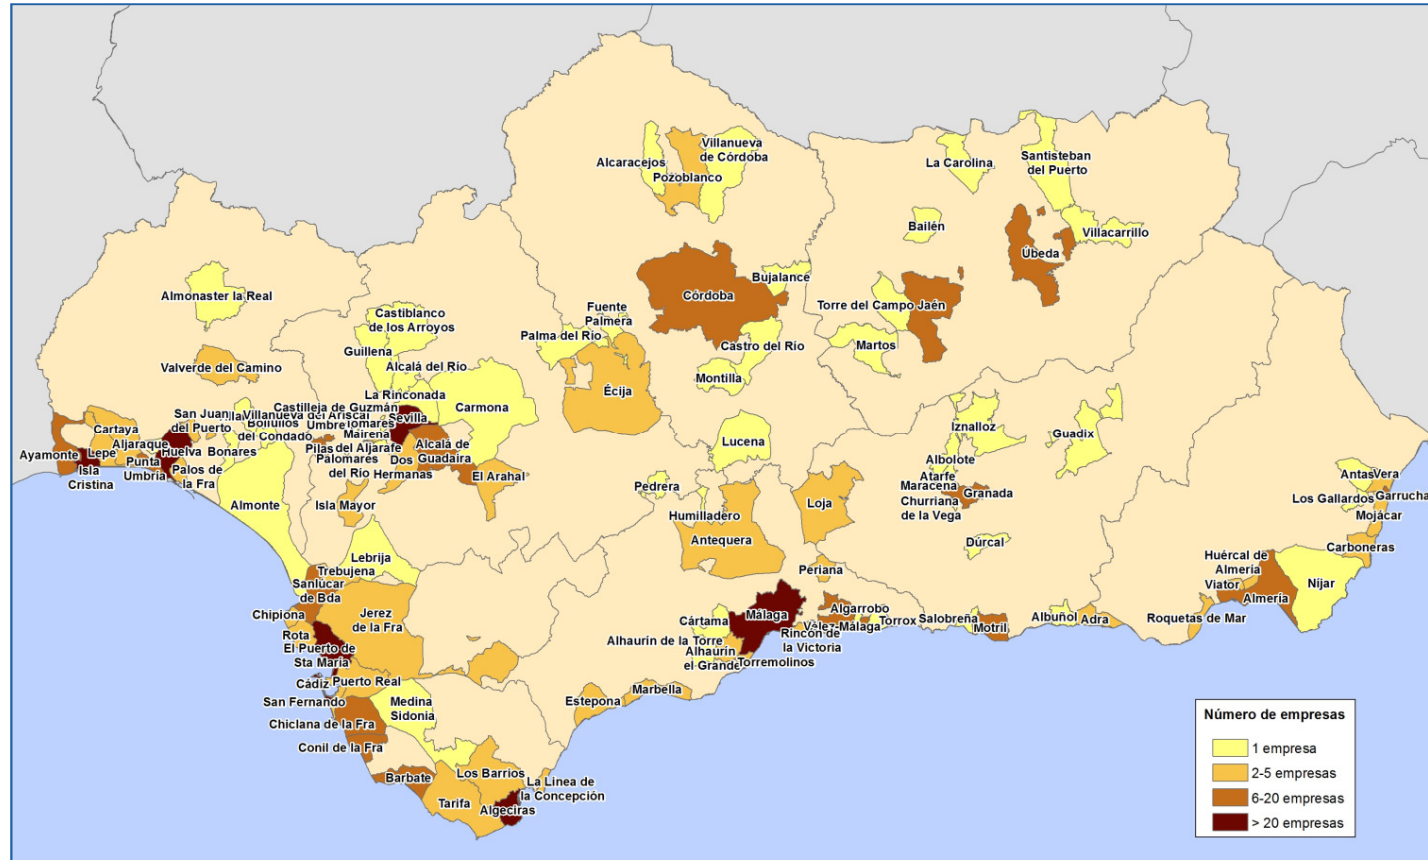 Villanueva
de Córdoba
Alcaracejos
Pozoblanco
La Carolina
Santisteban
del Puerto
Bailén
Villacarrillo
Úbeda
Almonaster la Real
Córdoba
Bujalance
Torre del Campo
Jaén
Castiblanco
de los Arroyos
Fuente
Palmera
Palma del Río
Castro del Río
Martos
Guillena
Valverde del Camino
Alcalá del Río
Écija
Montilla
La Rinconada
Carmona
Castilleja de Guzmán
Villanueva del Ariscal
Sevilla
San Juan
del Puerto
Bollullos
del Condado
Umbrete
Tomares
Mairena
del Aljarafe
Cartaya
Aljaraque
Lepe
Huelva
Bonares
Pilas
Palomares
del Río
Dos
Hermanas
Alcalá de
Guadaira
Lucena
Iznalloz
Guadix
Ayamonte
Isla
Cristina
Punta
Umbría
Palos de
la Fra
El Arahal
Albolote
Atarfe
Maracena
Granada
Churriana
de la Vega
Antas
Vera
Los Gallardos
Garrucha
Mojácar
Almonte
Isla Mayor
Pedrera
Humilladero
Loja
Antequera
Dúrcal
Carboneras
Huércal de
Almería
Viator
Almería
Níjar
Lebrija
Trebujena
Sanlúcar
de Bda
Periana
Chipiona
Jerez
de la Fra
Málaga
Algarrobo
Cártama
Vélez-Málaga
Torrox
Salobreña
Motril
Albuñol
Adra
Roquetas de Mar
Rota
El Puerto de
Sta María
Alhaurín de la Torre
Alhaurín
el Grande
Rincón de
la Victoria
Torremolinos
Cádiz
Puerto Real
San Fernando
Medina
Sidonia
Estepona
Marbella
Chiclana de la Fra
Conil de la Fra
Barbate
Los Barrios
La Línea de
la Concepción
Tarifa
Algeciras
Número de empresas
1 empresa
2-5 empresas
6-20 empresas
> 20 empresas